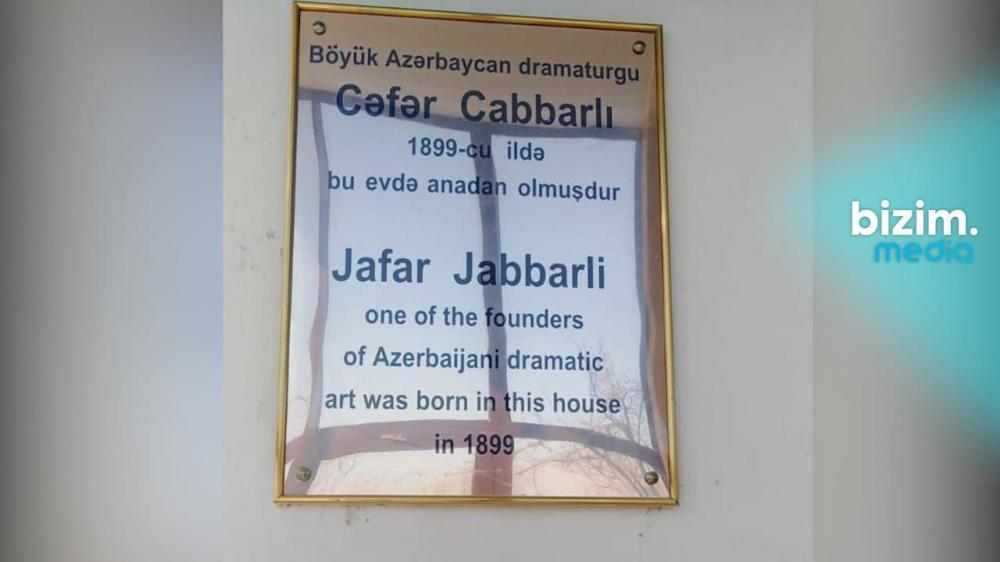 Böyük Azərbaycan dramaturgu
Cəfər Cabbarlı
1899-cu ildə
bu evdə anadan olmuşdur
Jafar Jabbarli
one of the founders
of Azerbaijani dramatic
art was born in this house
in 1899
bizim.
media